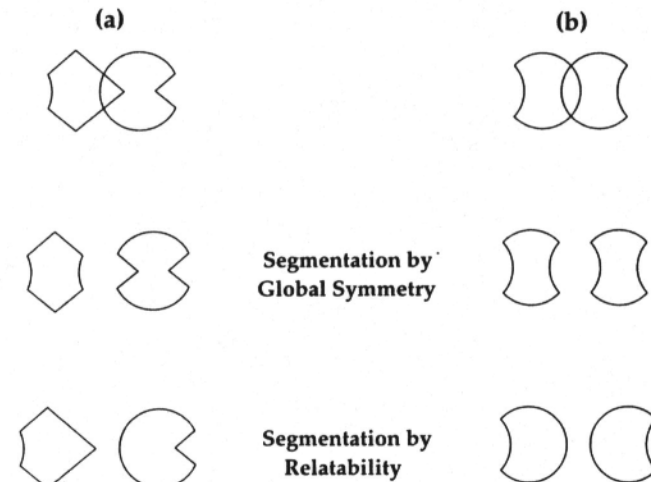 (a)
(b)
Segmentation by
Global Symmetry
Segmentation by
Relatability